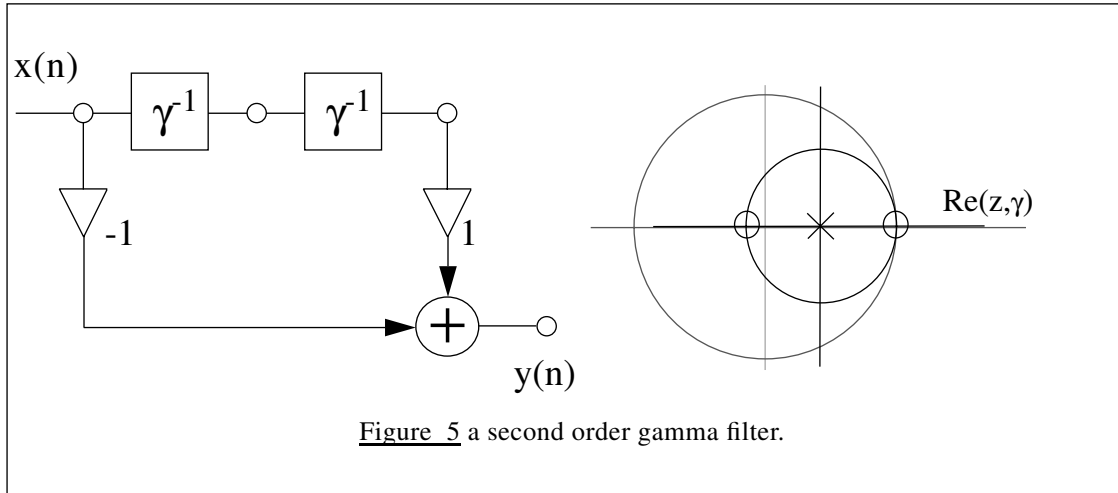 x(n)
γ⁻¹ γ⁻¹
Re(z,γ)
-1 1
+
y(n)
Figure 5 a second order gamma filter.